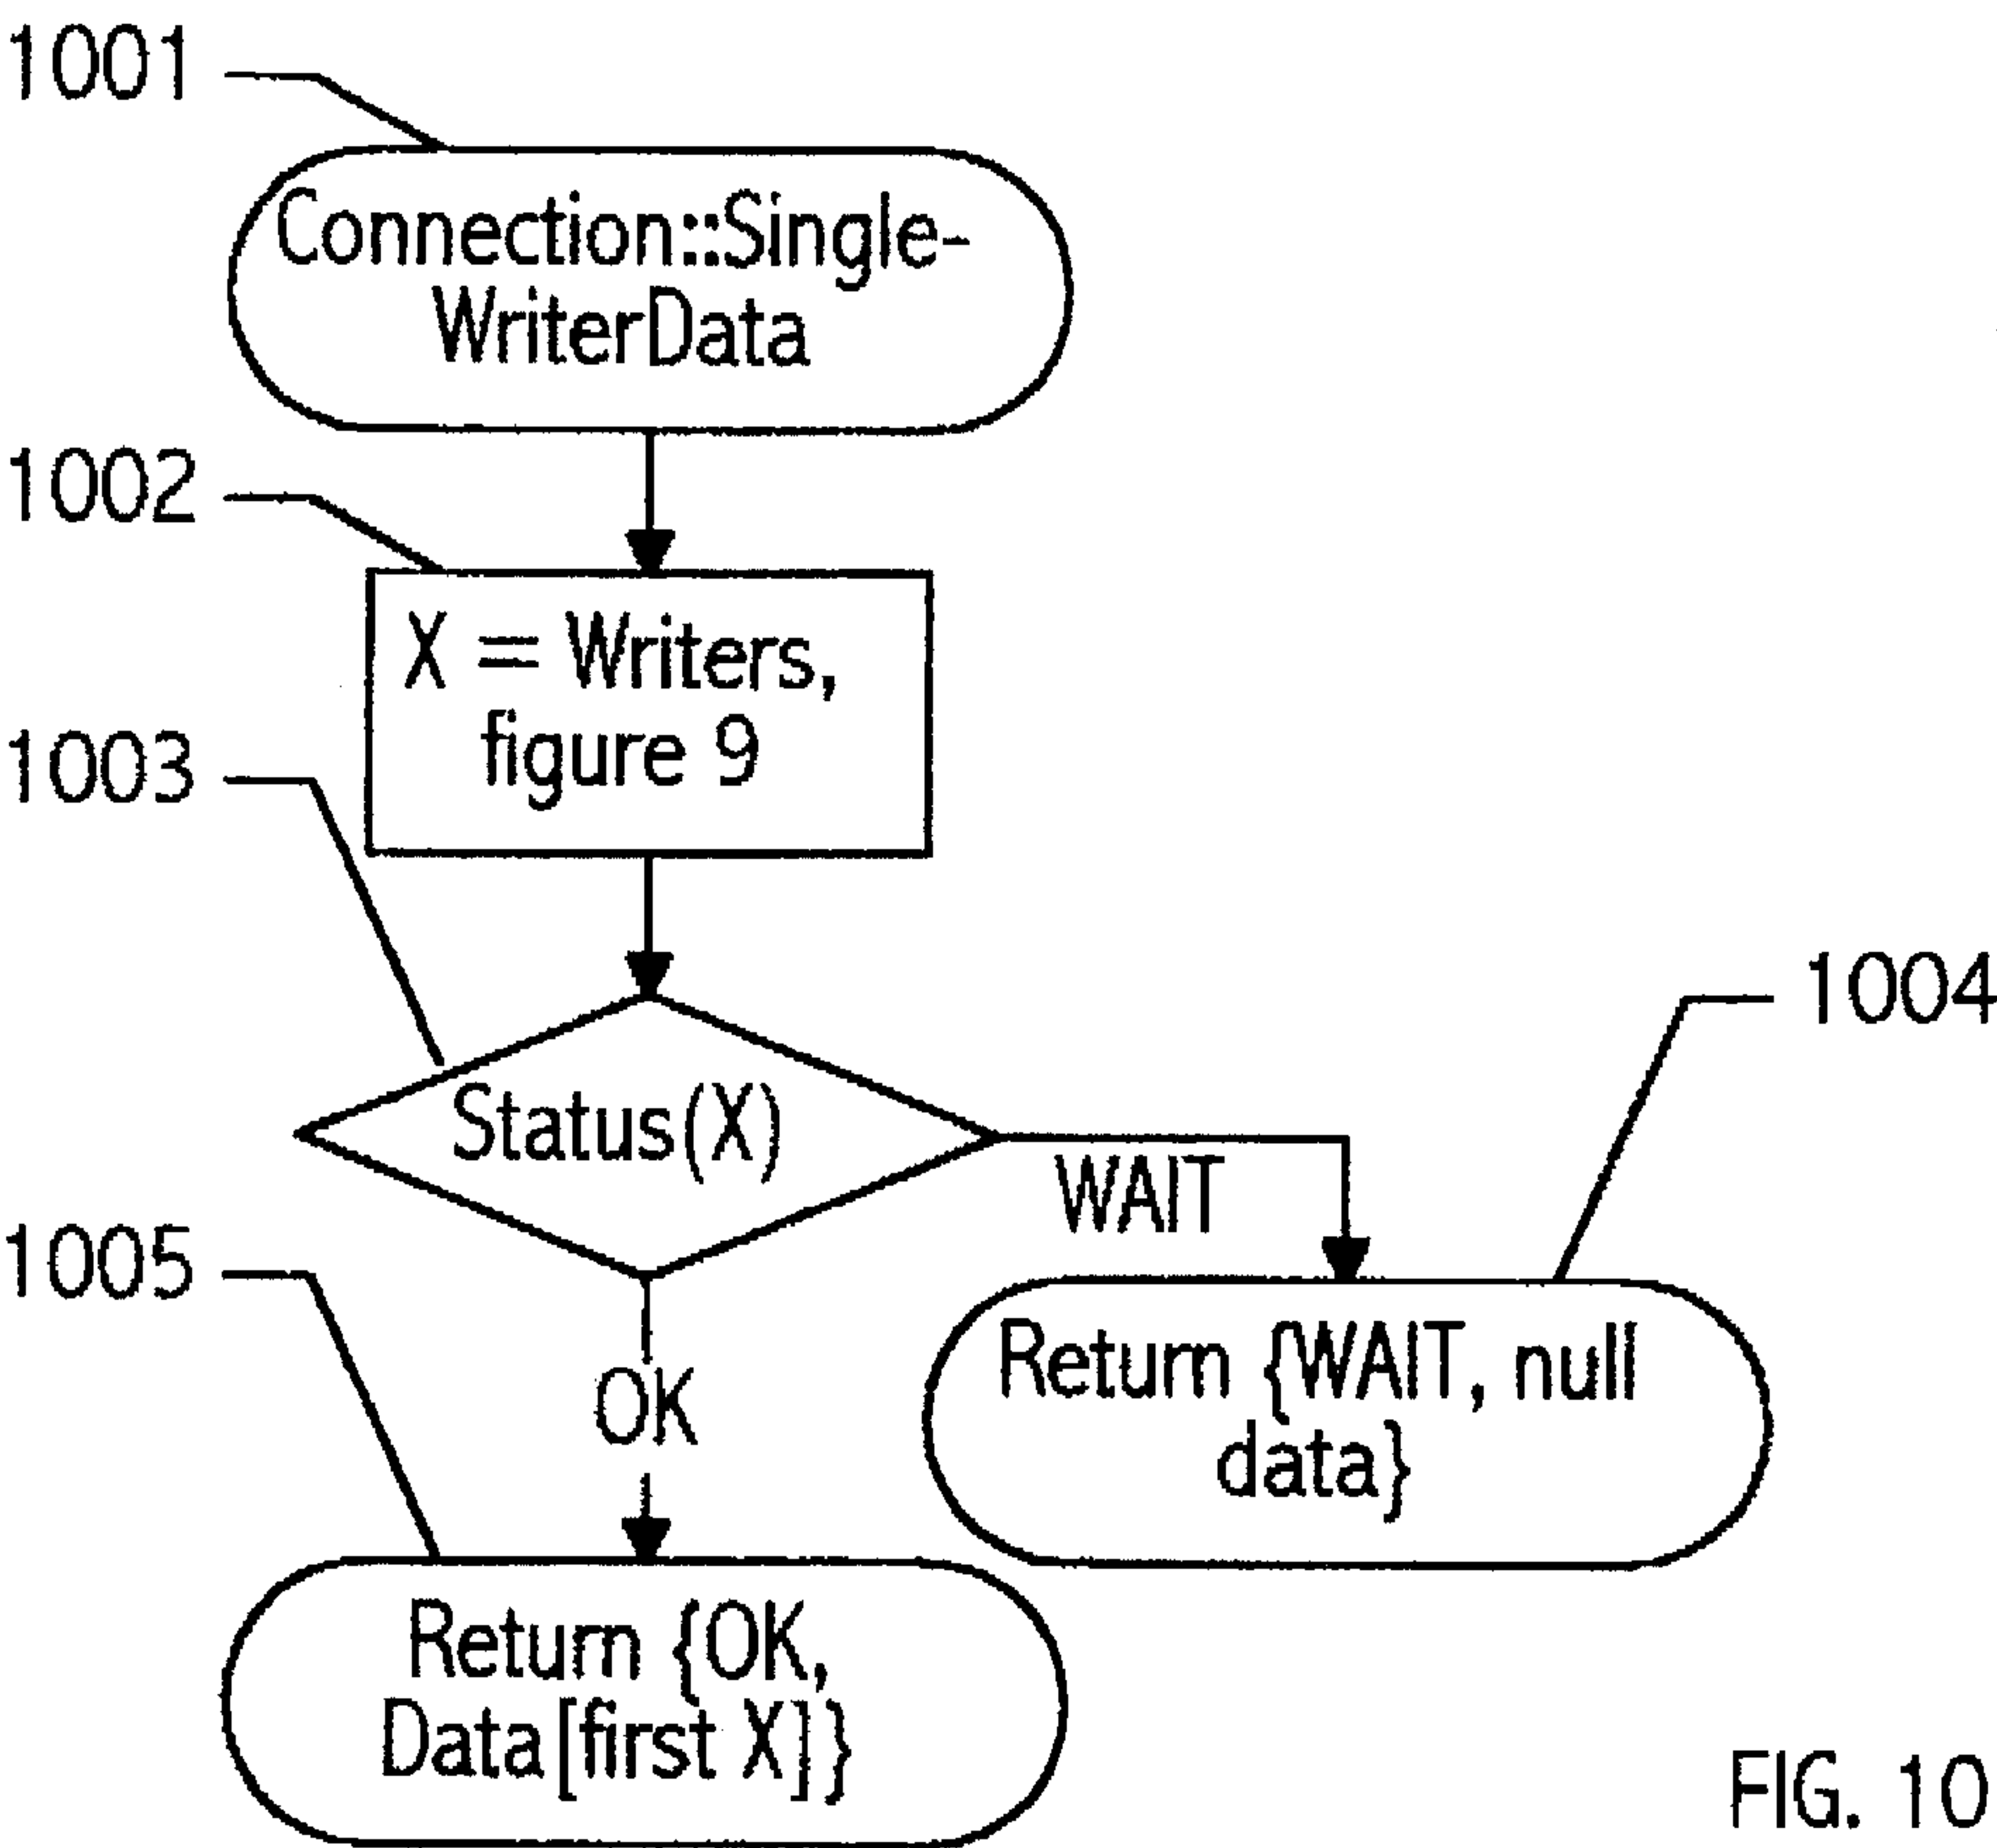 1001
Connection::Single-
WriterData
1002
X = Writers,
figure 9
1003
Status(X)
WAIT
1004
1005
OK
Return {WAIT, null
data}
Return {OK,
Data[first X]}
FIG. 10